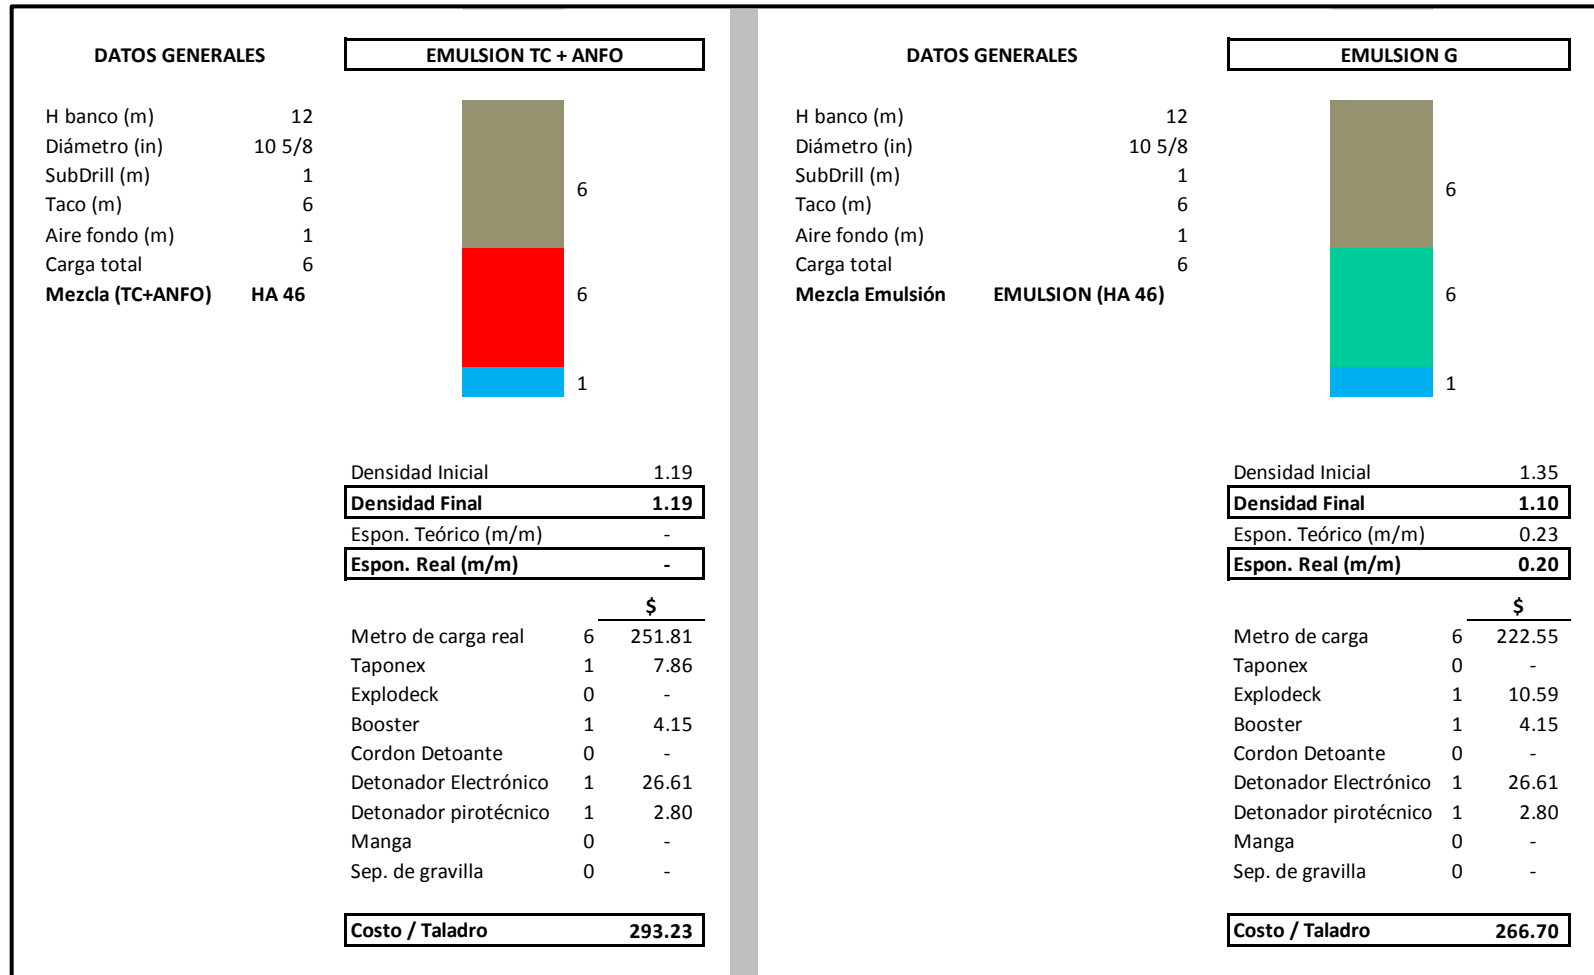 DATOS GENERALES
EMULSION TC + ANFO
H banco (m) 12
Diámetro (in) 10 5/8
SubDrill (m) 1
Taco (m) 6
Aire fondo (m) 1
Carga total 6
Mezcla (TC+ANFO) HA 46
6
6
1
Densidad Inicial 1.19
Densidad Final 1.19
Espon. Teórico (m/m) -
Espon. Real (m/m) -
$
Metro de carga real 6 251.81
Taponex 1 7.86
Explodeck 0 -
Booster 1 4.15
Cordon Detoante 0 -
Detonador Electrónico 1 26.61
Detonador pirotécnico 1 2.80
Manga 0 -
Sep. de gravilla 0 -
Costo / Taladro 293.23
DATOS GENERALES
EMULSION G
H banco (m) 12
Diámetro (in) 10 5/8
SubDrill (m) 1
Taco (m) 6
Aire fondo (m) 1
Carga total 6
Mezcla Emulsión EMULSION (HA 46)
6
6
1
Densidad Inicial 1.35
Densidad Final 1.10
Espon. Teórico (m/m) 0.23
Espon. Real (m/m) 0.20
$
Metro de carga 6 222.55
Taponex 0 -
Explodeck 1 10.59
Booster 1 4.15
Cordon Detoante 0 -
Detonador Electrónico 1 26.61
Detonador pirotécnico 1 2.80
Manga 0 -
Sep. de gravilla 0 -
Costo / Taladro 266.70